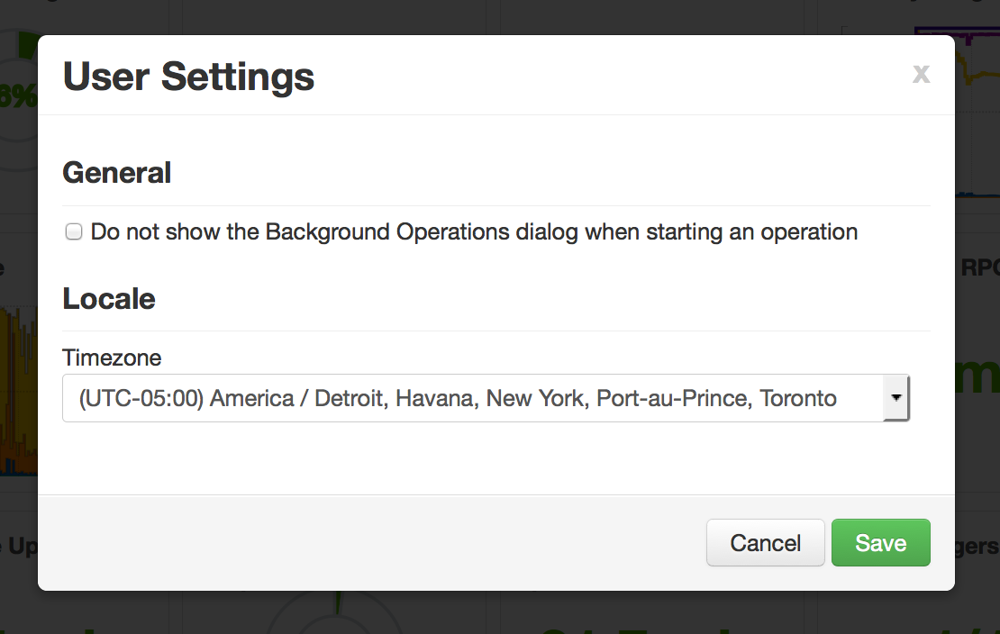 User Settings
x
General
Do not show the Background Operations dialog when starting an operation
Locale
Timezone
(UTC-05:00) America / Detroit, Havana, New York, Port-au-Prince, Toronto
Cancel
Save
8%
RPC
Up
gers